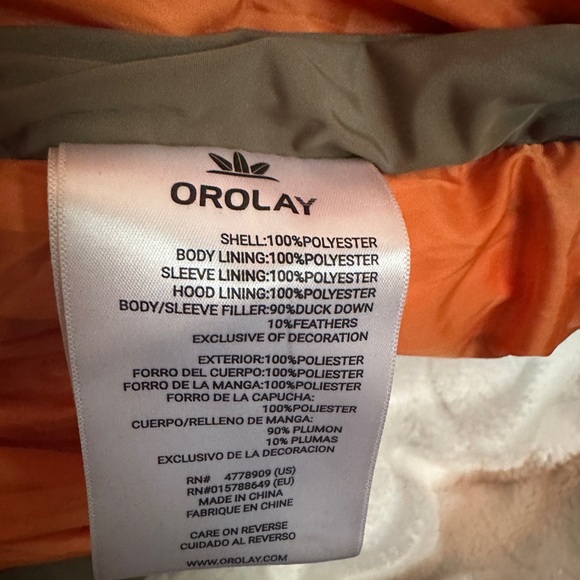 OROLAY
SHELL:100%POLYESTER
BODY LINING:100%POLYESTER
SLEEVE LINING:100%POLYESTER
HOOD LINING:100%POLYESTER
BODY/SLEEVE FILLER:90%DUCK DOWN
10%FEATHERS
EXCLUSIVE OF DECORATION
EXTERIOR:100%POLIESTER
FORRO DEL CUERPO:100%POLIESTER
FORRO DE LA MANGA:100%POLIESTER
FORRO DE LA CAPUCHA:
100%POLIESTER
CUERPO/RELLENO DE MANGA:
90% PLUMON
10% PLUMAS
EXCLUSIVO DE LA DECORACION
RN# 4778909 (US)
RN#015788649 (EU)
MADE IN CHINA
FABRIQUE EN CHINE
CARE ON REVERSE
CUIDADO AL REVERSO
WWW.OROLAY.COM